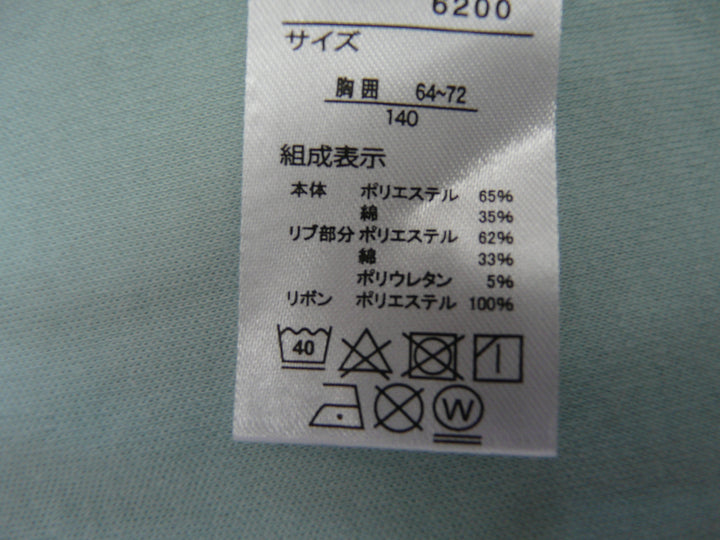 6200
サイズ
胸囲 64~72
140
組成表示
本体 ポリエステル 65%
綿 35%
リブ部分 ポリエステル 62%
綿 33%
ポリウレタン 5%
リボン ポリエステル 100%
40
W